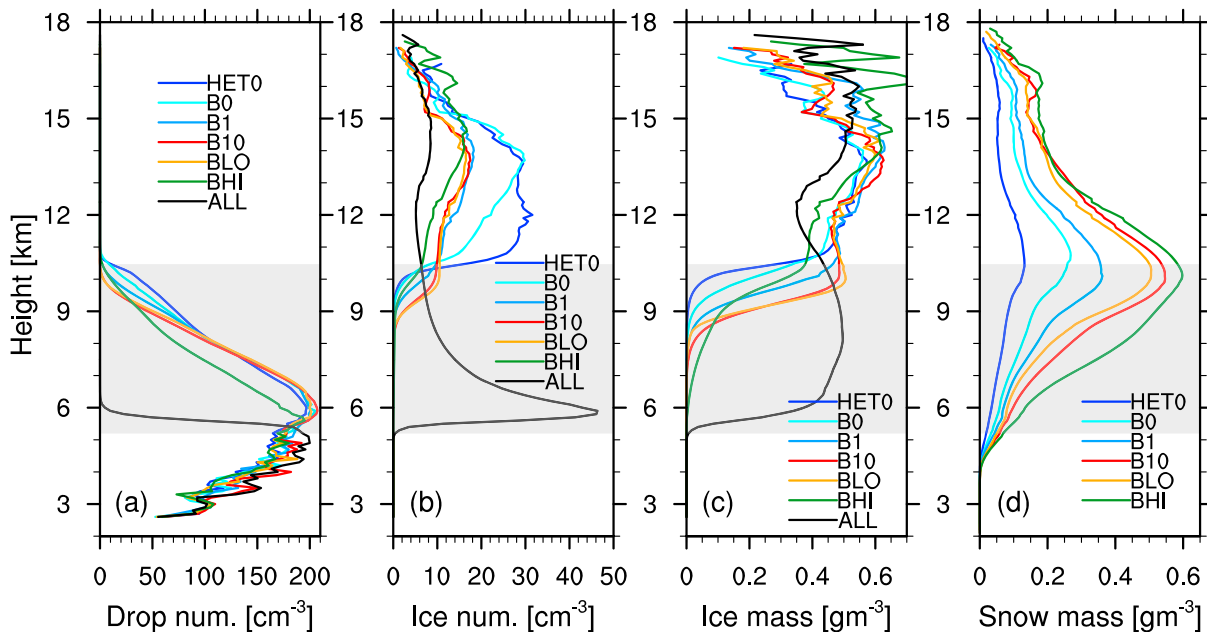 18
15
12
9
6
3
Height [km]
HET0
B0
B1
B10
BLO
BHI
ALL
(a)
0 50 100 150 200
Drop num. [cm-3]
HET0
B0
B1
B10
BLO
BHI
ALL
(b)
0 10 20 30 40 50
Ice num. [cm-3]
18
15
12
9
6
3
HET0
B0
B1
B10
BLO
BHI
ALL
(c)
0 0.2 0.4 0.6
Ice mass [gm-3]
18
15
12
9
6
3
HET0
B0
B1
B10
BLO
BHI
(d)
0 0.2 0.4 0.6
Snow mass [gm-3]
18
15
12
9
6
3